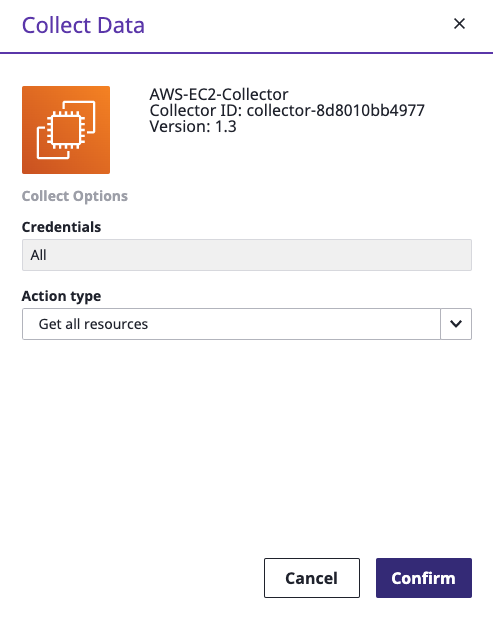 Collect Data
AWS-EC2-Collector
Collector ID: collector-8d8010bb4977
Version: 1.3
Collect Options
Credentials
All
Action type
Get all resources
Cancel
Confirm